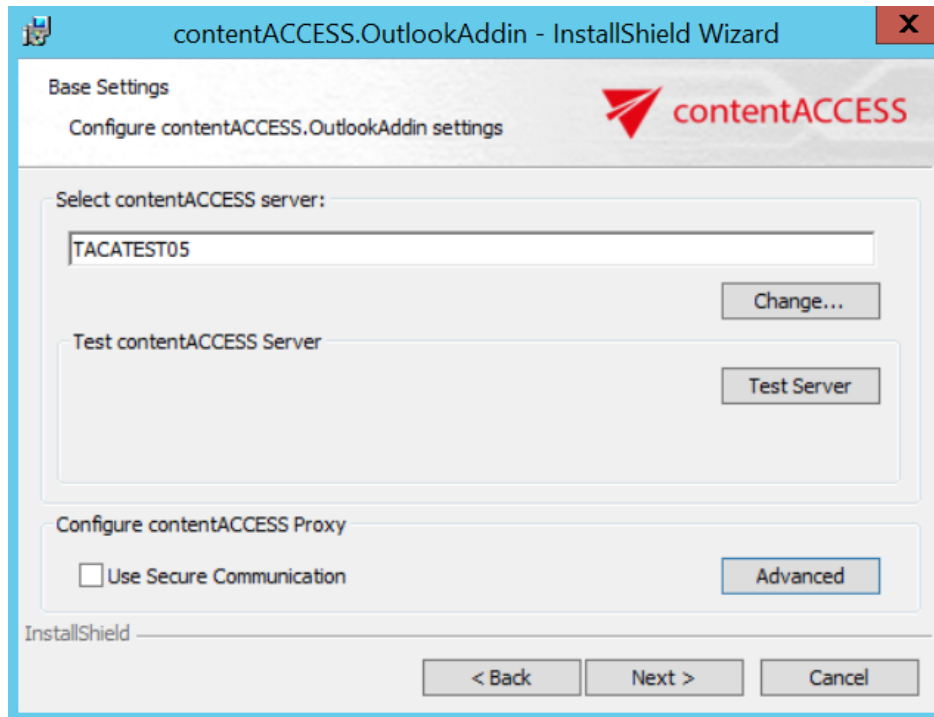 contentACCESS.OutlookAddin - InstallShield Wizard
X
Base Settings
Configure contentACCESS.OutlookAddin settings
contentACCESS
Select contentACCESS server:
TACATEST05
Change...
Test contentACCESS Server
Test Server
Configure contentACCESS Proxy
Use Secure Communication
Advanced
InstallShield
< Back
Next >
Cancel